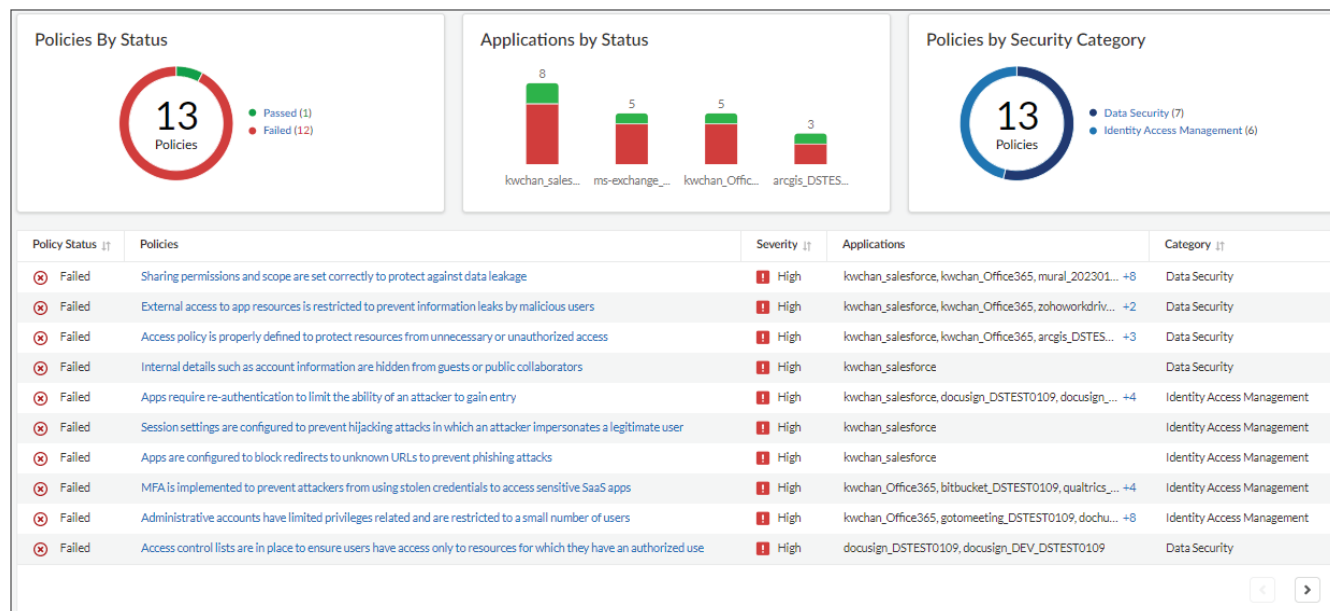 Policies By Status
13
Policies
Passed (1)
Failed (12)
Applications by Status
8
5
5
3
kwchan_sales...
ms-exchange_...
kwchan_Offic...
arcgis_DSTES...
Policies by Security Category
13
Policies
Data Security (7)
Identity Access Management (6)
Policy Status Policies Severity Applications Category
Failed Sharing permissions and scope are set correctly to protect against data leakage High kwchan_salesforce, kwchan_Office365, mural_202301... +8 Data Security
Failed External access to app resources is restricted to prevent information leaks by malicious users High kwchan_salesforce, kwchan_Office365, zohoworkdriv... +2 Data Security
Failed Access policy is properly defined to protect resources from unnecessary or unauthorized access High kwchan_salesforce, kwchan_Office365, arcgis_DSTES... +3 Data Security
Failed Internal details such as account information are hidden from guests or public collaborators High kwchan_salesforce Data Security
Failed Apps require re-authentication to limit the ability of an attacker to gain entry High kwchan_salesforce, docusign_DSTEST0109, docusign_... +4 Identity Access Management
Failed Session settings are configured to prevent hijacking attacks in which an attacker impersonates a legitimate user High kwchan_salesforce Identity Access Management
Failed Apps are configured to block redirects to unknown URLs to prevent phishing attacks High kwchan_salesforce Identity Access Management
Failed MFA is implemented to prevent attackers from using stolen credentials to access sensitive SaaS apps High kwchan_Office365, bitbucket_DSTEST0109, qualtrics_... +4 Identity Access Management
Failed Administrative accounts have limited privileges related and are restricted to a small number of users High kwchan_Office365, gotomeeting_DSTEST0109, dochu... +8 Identity Access Management
Failed Access control lists are in place to ensure users have access only to resources for which they have an authorized use High docusign_DSTEST0109, docusign_DEV_DSTEST0109 Data Security